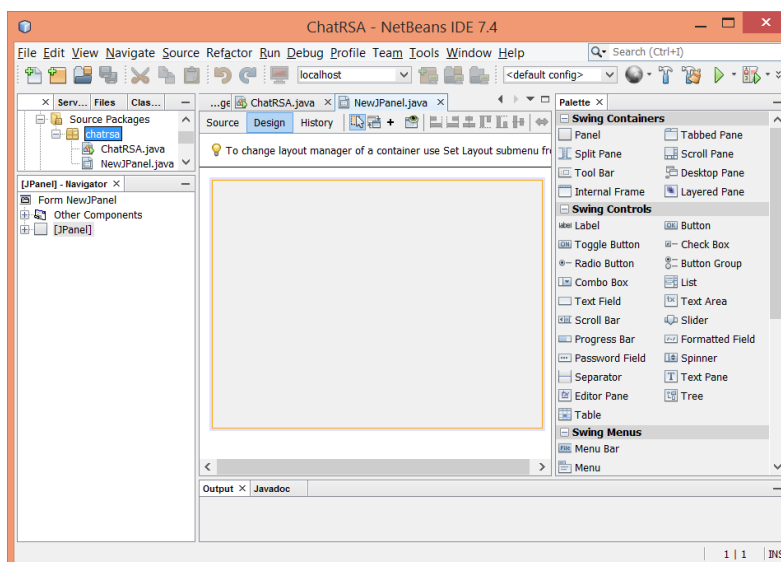 ChatRSA - NetBeans IDE 7.4
File Edit View Navigate Source Refactor Run Debug Profile Team Tools Window Help
Search (Ctrl+I)
localhost
<default config>
Serv... Files Clas...
...ge ChatRSA.java NewJPanel.java
Palette
Source Packages
chatrsa
ChatRSA.java
NewJPanel.java
Source Design History
To change layout manager of a container use Set Layout submenu fr
[JPanel] - Navigator
Form NewJPanel
Other Components
[JPanel]
Swing Containers
Panel Tabbed Pane
Split Pane Scroll Pane
Tool Bar Desktop Pane
Internal Frame Layered Pane
Swing Controls
label Label OK Button
ON Toggle Button Check Box
Radio Button Button Group
Combo Box List
Text Field Text Area
Scroll Bar Slider
Progress Bar Formatted Field
Password Field Spinner
Separator Text Pane
Editor Pane Tree
Table
Swing Menus
File Menu Bar
Menu
Output Javadoc
1 | 1 INS